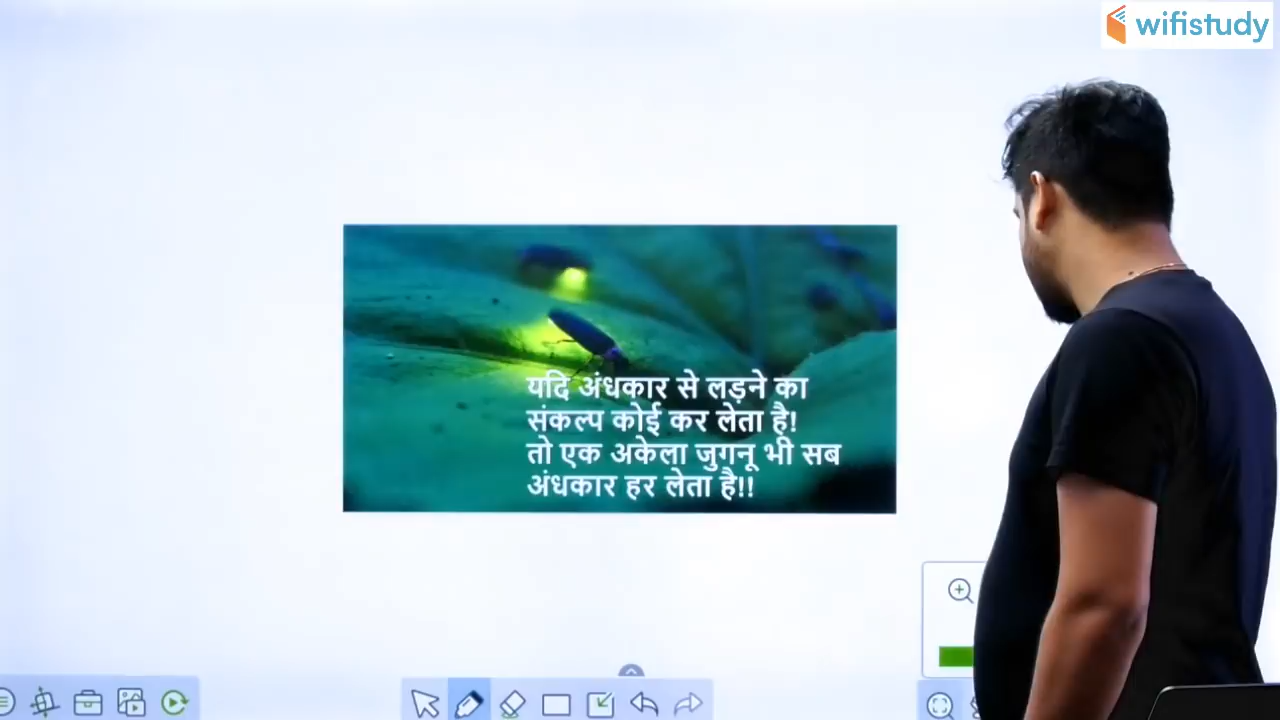 wifistudy
यदि अंधकार से लड़ने का
संकल्प कोई कर लेता है!
तो एक अकेला जुगनू भी सब
अंधकार हर लेता है!!